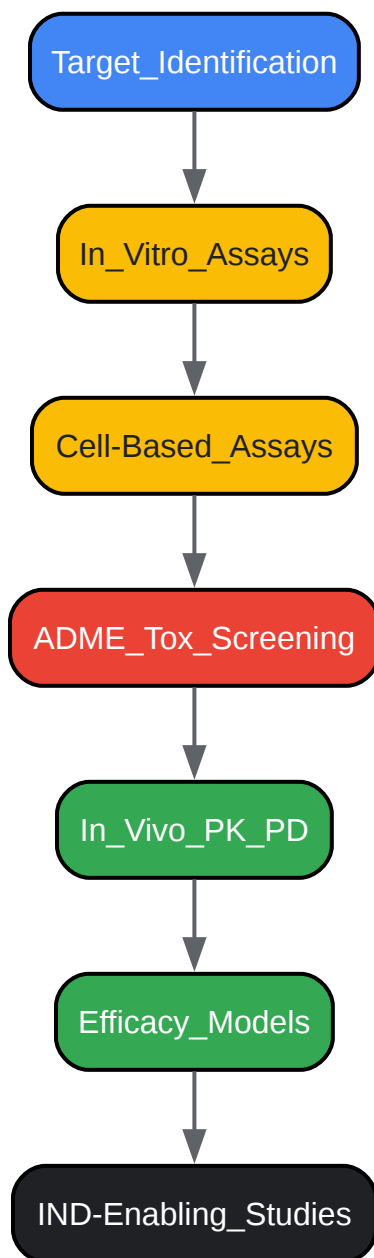 Target_Identification
In_Vitro_Assays
Cell-Based_Assays
ADME_Tox_Screening
In_Vivo_PK_PD
Efficacy_Models
IND-Enabling_Studies